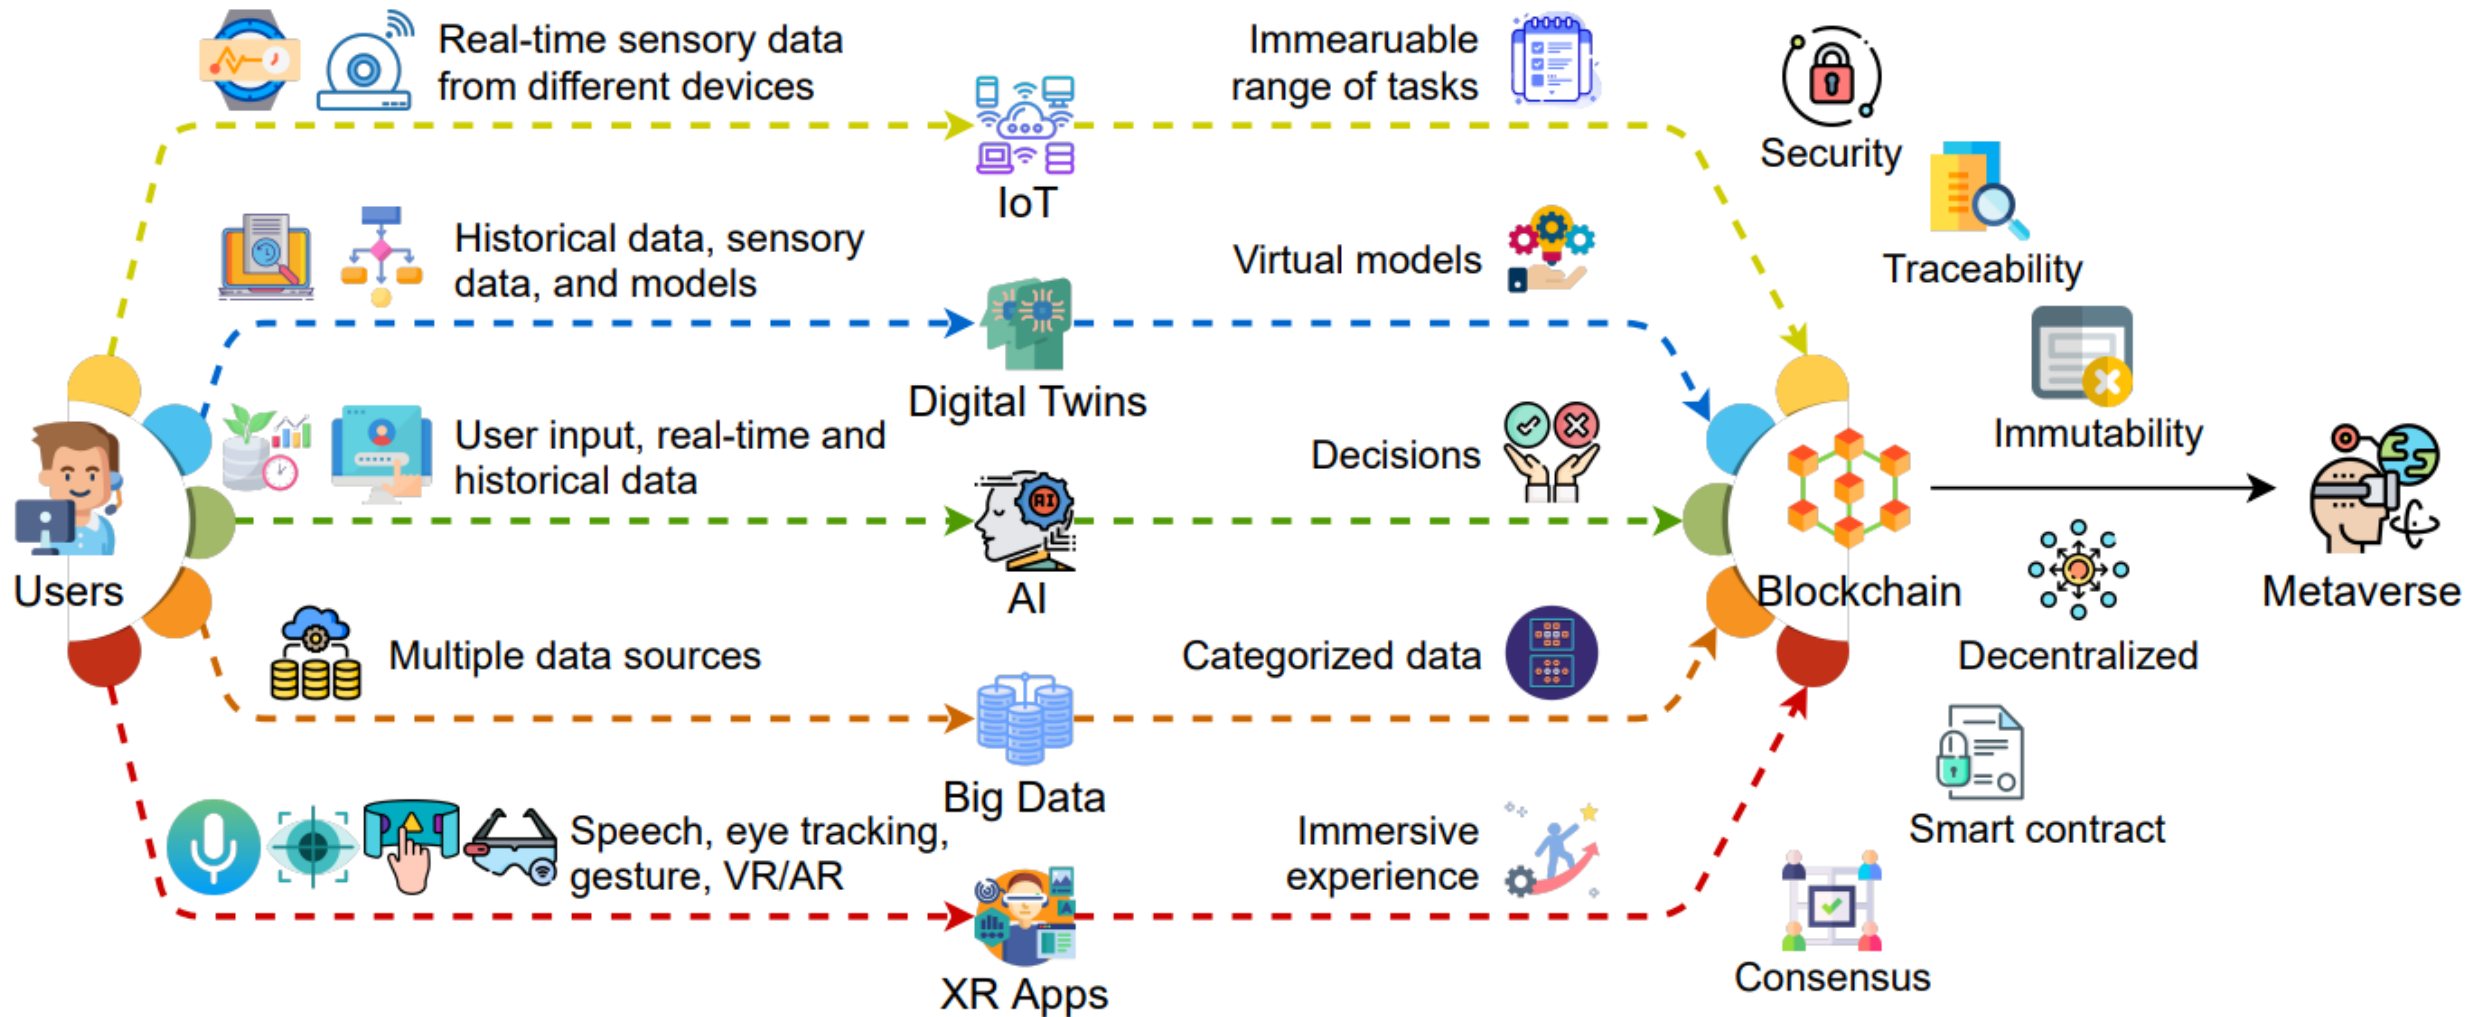 Real-time sensory data
from different devices
IoT
Immearuable
range of tasks
Security
Traceability
Historical data, sensory
data, and models
Digital Twins
Virtual models
Immutability
Users
User input, real-time and
historical data
AI
Decisions
Blockchain
Metaverse
Multiple data sources
Big Data
Categorized data
Decentralized
Smart contract
Speech, eye tracking,
gesture, VR/AR
XR Apps
Immersive
experience
Consensus